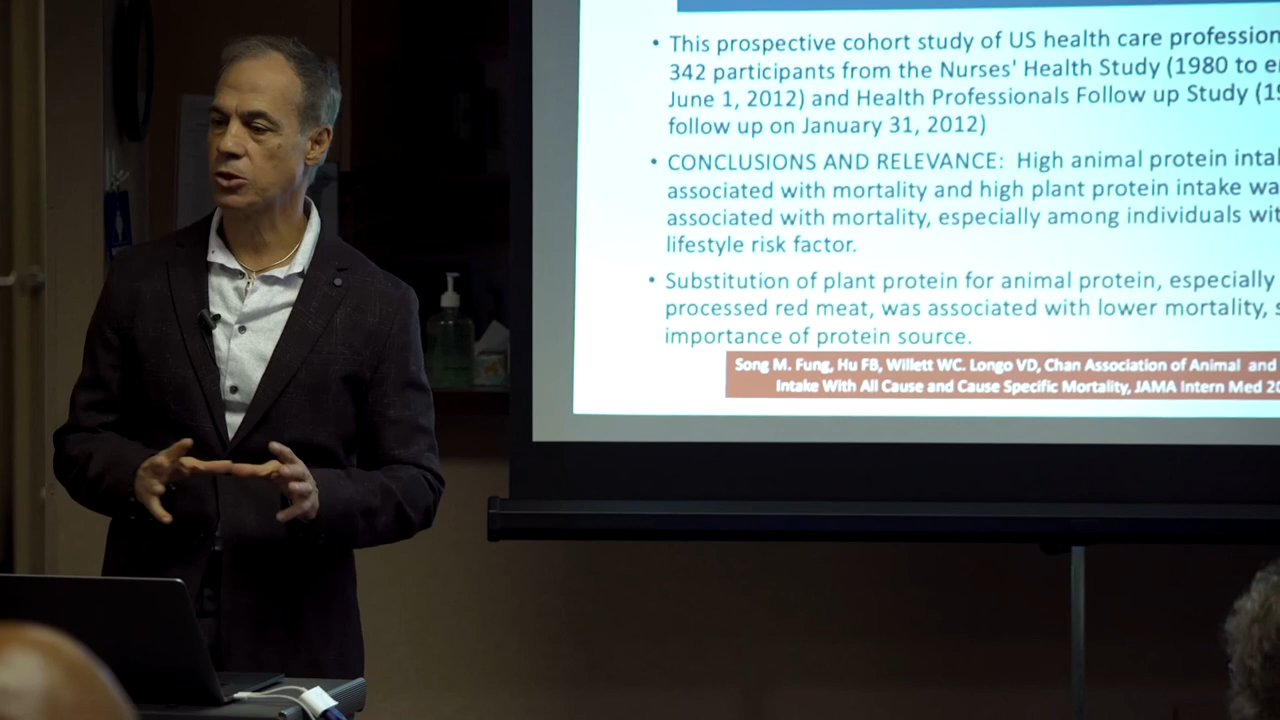 • This prospective cohort study of US health care profession
342 participants from the Nurses' Health Study (1980 to e
June 1, 2012) and Health Professionals Follow up Study (19
follow up on January 31, 2012)
• CONCLUSIONS AND RELEVANCE: High animal protein inta
associated with mortality and high plant protein intake wa
associated with mortality, especially among individuals wit
lifestyle risk factor.
• Substitution of plant protein for animal protein, especially
processed red meat, was associated with lower mortality, s
importance of protein source.
Song M. Fung, Hu FB, Willett WC. Longo VD, Chan Association of Animal and
Intake With All Cause and Cause Specific Mortality, JAMA Intern Med 20